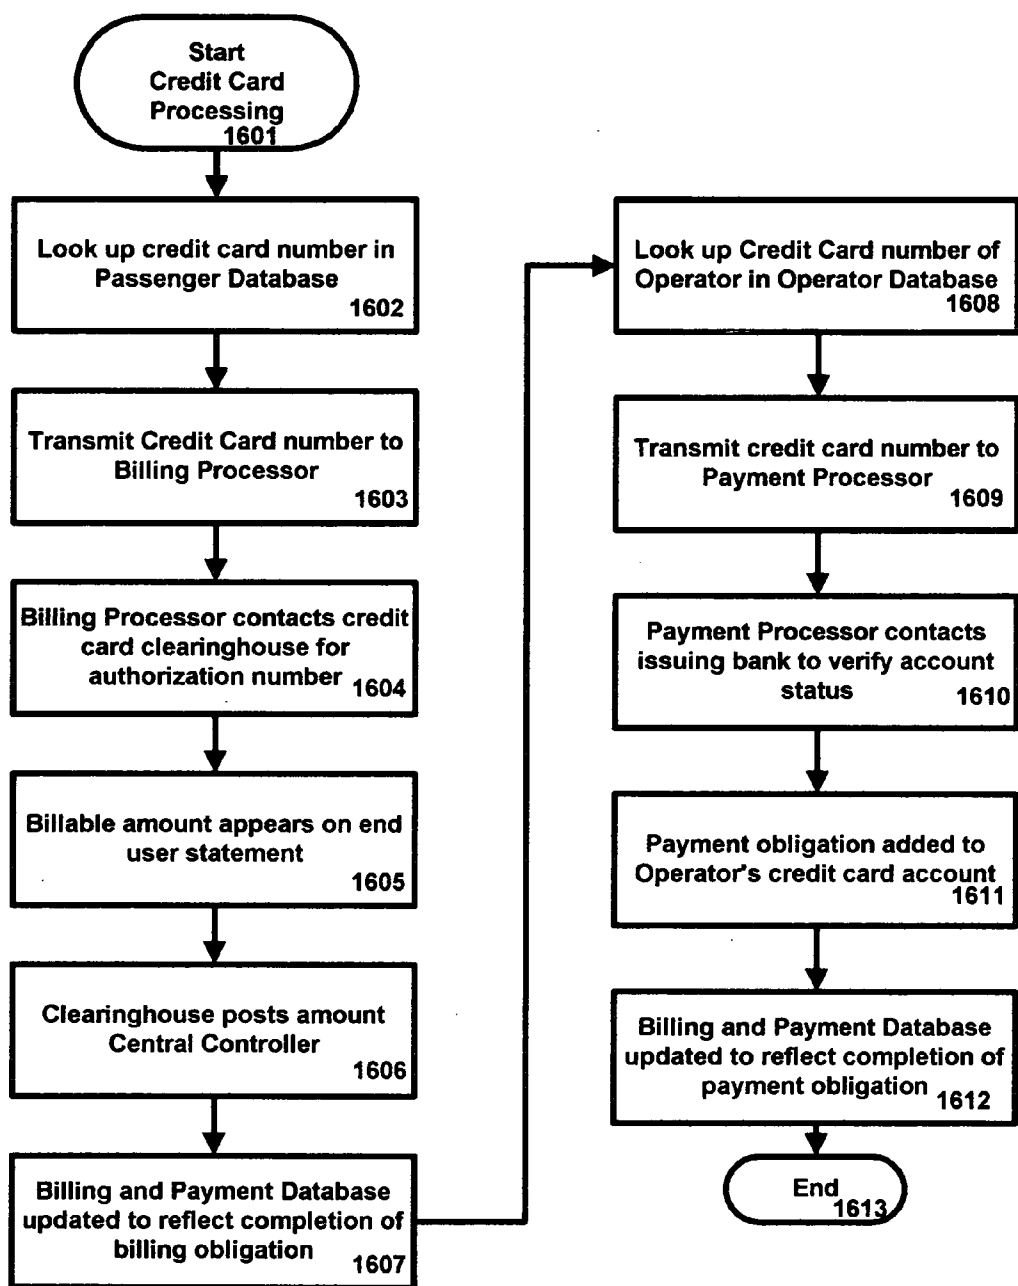 Start
Credit Card
Processing
1601
Look up credit card number in
Passenger Database
1602
Transmit Credit Card number to
Billing Processor
1603
Billing Processor contacts credit
card clearinghouse for
authorization number
1604
Billable amount appears on end
user statement
1605
Clearinghouse posts amount
Central Controller
1606
Billing and Payment Database
updated to reflect completion of
billing obligation
1607
Look up Credit Card number of
Operator in Operator Database
1608
Transmit credit card number to
Payment Processor
1609
Payment Processor contacts
issuing bank to verify account
status
1610
Payment obligation added to
Operator's credit card account
1611
Billing and Payment Database
updated to reflect completion of
payment obligation
1612
End
1613